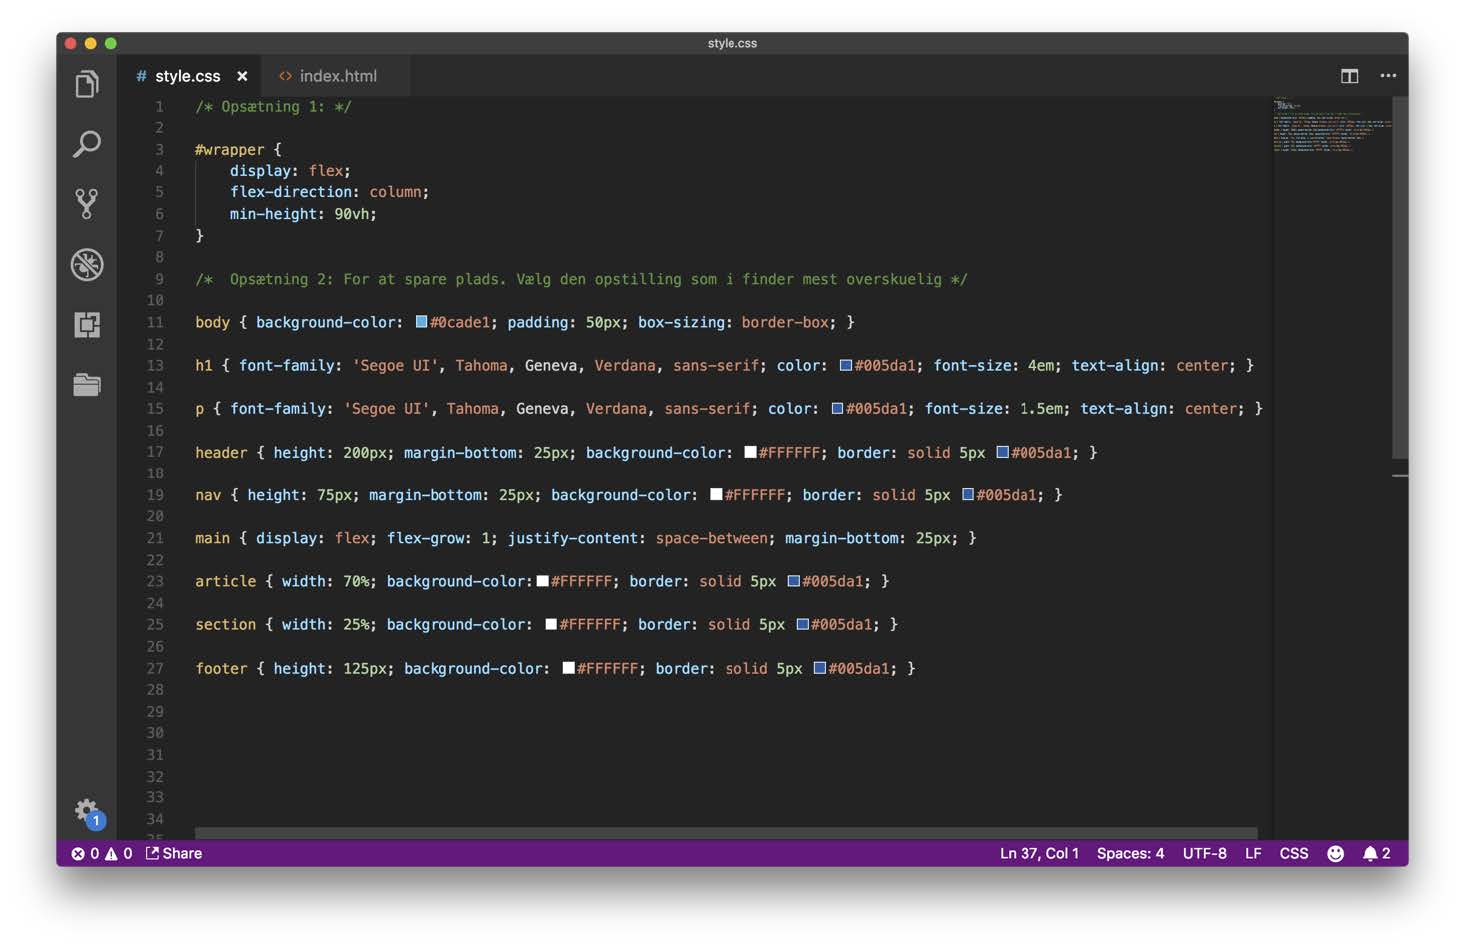 style.css
# style.css ×
<> index.html
1 /* Opsætning 1: */
2
3 #wrapper {
4 display: flex;
5 flex-direction: column;
6 min-height: 90vh;
7 }
8
9 /*  Opsætning 2: For at spare plads. Vælg den opstilling som i finder mest overskuelig */
10
11 body { background-color: #0cade1; padding: 50px; box-sizing: border-box; }
12
13 h1 { font-family: 'Segoe UI', Tahoma, Geneva, Verdana, sans-serif; color: #005da1; font-size: 4em; text-align: center; }
14
15 p { font-family: 'Segoe UI', Tahoma, Geneva, Verdana, sans-serif; color: #005da1; font-size: 1.5em; text-align: center; }
16
17 header { height: 200px; margin-bottom: 25px; background-color: #FFFFFF; border: solid 5px #005da1; }
18
19 nav { height: 75px; margin-bottom: 25px; background-color: #FFFFFF; border: solid 5px #005da1; }
20
21 main { display: flex; flex-grow: 1; justify-content: space-between; margin-bottom: 25px; }
22
23 article { width: 70%; background-color:#FFFFFF; border: solid 5px #005da1; }
24
25 section { width: 25%; background-color: #FFFFFF; border: solid 5px #005da1; }
26
27 footer { height: 125px; background-color: #FFFFFF; border: solid 5px #005da1; }
28
29
30
31
32
33
34
35
1
0 0 Share Ln 37, Col 1 Spaces: 4 UTF-8 LF CSS 2